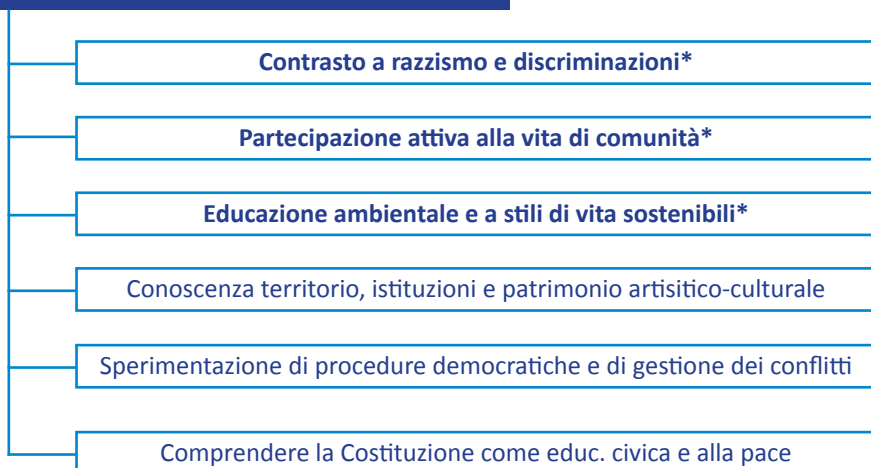 Contrasto a razzismo e discriminazioni*
Partecipazione attiva alla vita di comunità*
Educazione ambientale e a stili di vita sostenibili*
Conoscenza territorio, istituzioni e patrimonio artisitico-culturale
Sperimentazione di procedure democratiche e di gestione dei conflitti
Comprendere la Costituzione come educ. civica e alla pace